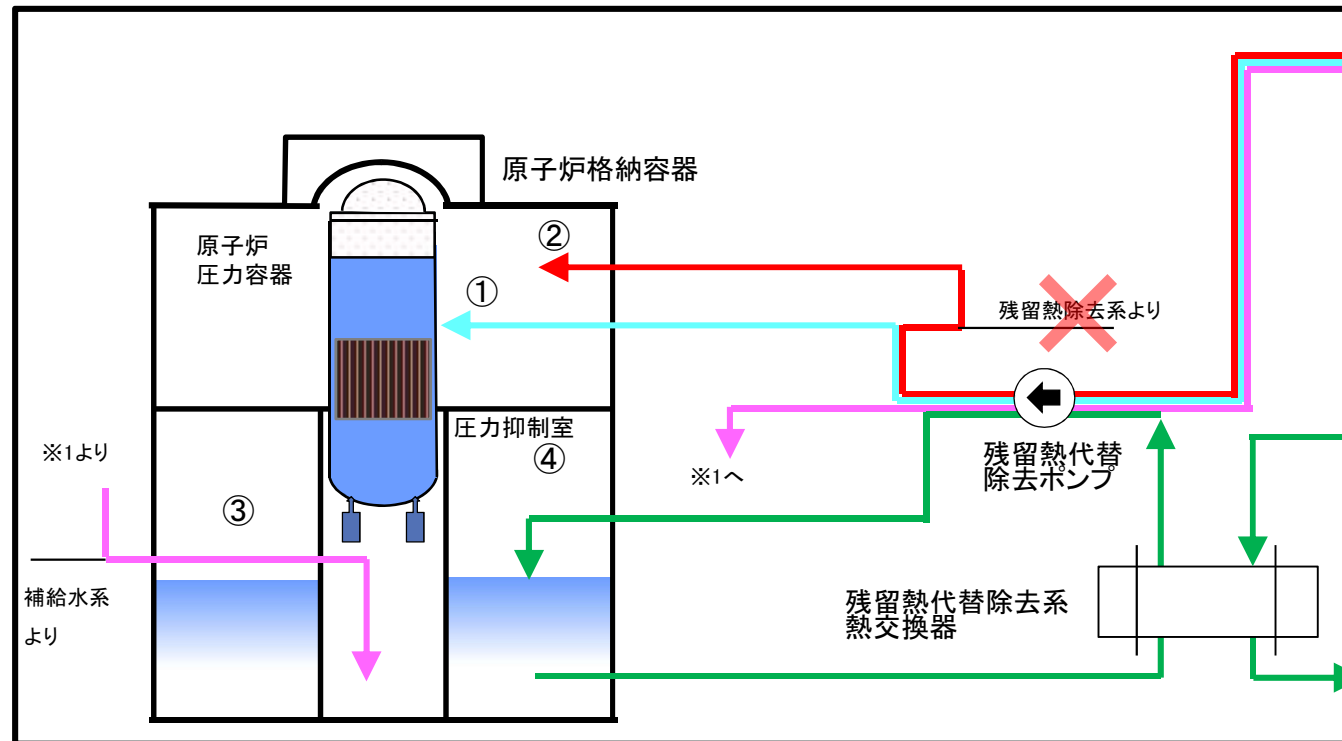 原子炉格納容器
原子炉
圧力容器
②
①
残留熱除去系より
圧力抑制室
④
※1より
③
※1へ
残留熱代替
除去ポンプ
補給水系
より
残留熱代替除去系
熱交換器